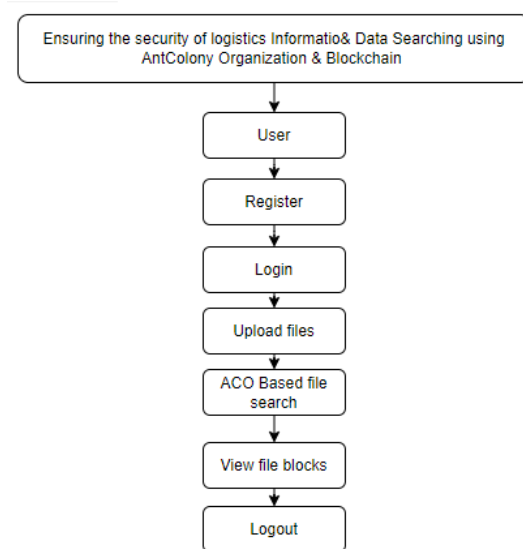 Ensuring the security of logistics Informatio& Data Searching using
AntColony Organization & Blockchain
User
Register
Login
Upload files
ACO Based file
search
View file blocks
Logout